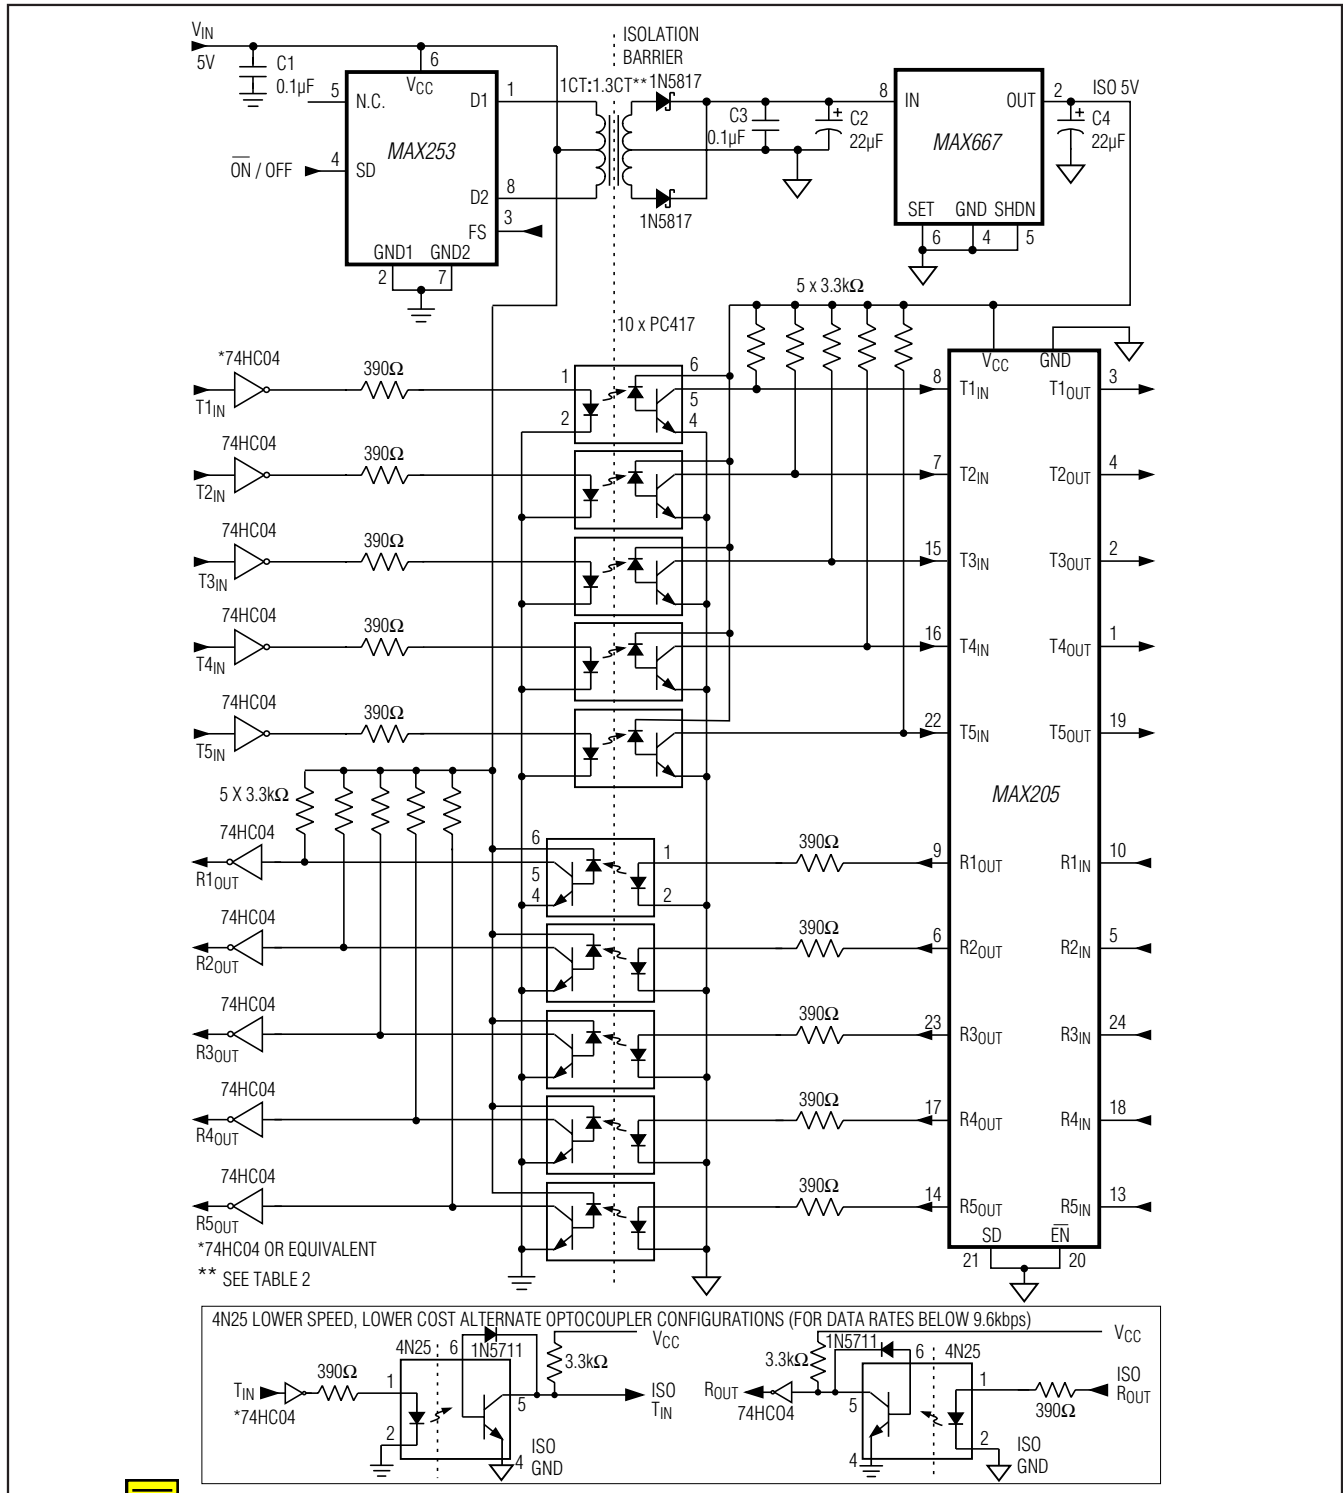 VIN
5V
C1
0.1µF
6
VCC
5
N.C.
D1
1
MAX253
ON / OFF
4
SD
D2
8
3
FS
GND1
GND2
2
7
ISOLATION
BARRIER
1CT:1.3CT**
1N5817
1N5817
C3
0.1µF
+
C2
22µF
8
IN
OUT
2
ISO 5V
MAX667
+
C4
22µF
SET
GND
SHDN
6
4
5
5 x 3.3kΩ
10 x PC417
*74HC04
T1IN
390Ω
1
2
6
5
4
8
VCC
GND
T1IN
T1OUT
3
74HC04
T2IN
390Ω
7
T2IN
T2OUT
4
74HC04
T3IN
390Ω
15
T3IN
T3OUT
2
74HC04
T4IN
390Ω
16
T4IN
T4OUT
1
74HC04
T5IN
390Ω
22
T5IN
T5OUT
19
MAX205
5 X 3.3kΩ
74HC04
R1OUT
6
5
4
1
2
390Ω
9
R1OUT
R1IN
10
74HC04
R2OUT
390Ω
6
R2OUT
R2IN
5
74HC04
R3OUT
390Ω
23
R3OUT
R3IN
24
74HC04
R4OUT
390Ω
17
R4OUT
R4IN
18
74HC04
R5OUT
390Ω
14
R5OUT
R5IN
13
SD
EN
21
20
*74HC04 OR EQUIVALENT
** SEE TABLE 2
4N25 LOWER SPEED, LOWER COST ALTERNATE OPTOCOUPLER CONFIGURATIONS (FOR DATA RATES BELOW 9.6kbps)
TIN
*74HC04
390Ω
1
2
4N25
6
1N5711
5
4
3.3kΩ
VCC
ISO
TIN
ISO
GND
ROUT
74HC04
3.3kΩ
1N5711
6
4N25
5
4
1
2
VCC
390Ω
ISO
ROUT
ISO
GND